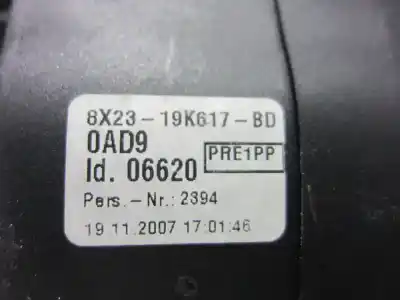 8X23-19K617-BD
0AD9
Id. 06620 PRE1PP
Pers.-Nr.: 2394
19.11.2007 17:01:46